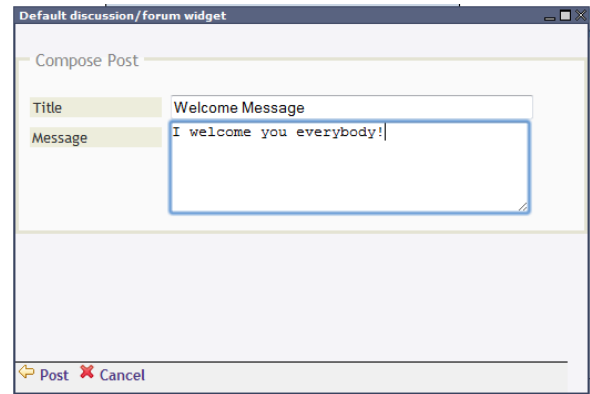 Default discussion/forum widget
Compose Post
Title Welcome Message
Message I welcome you everybody!
Post Cancel